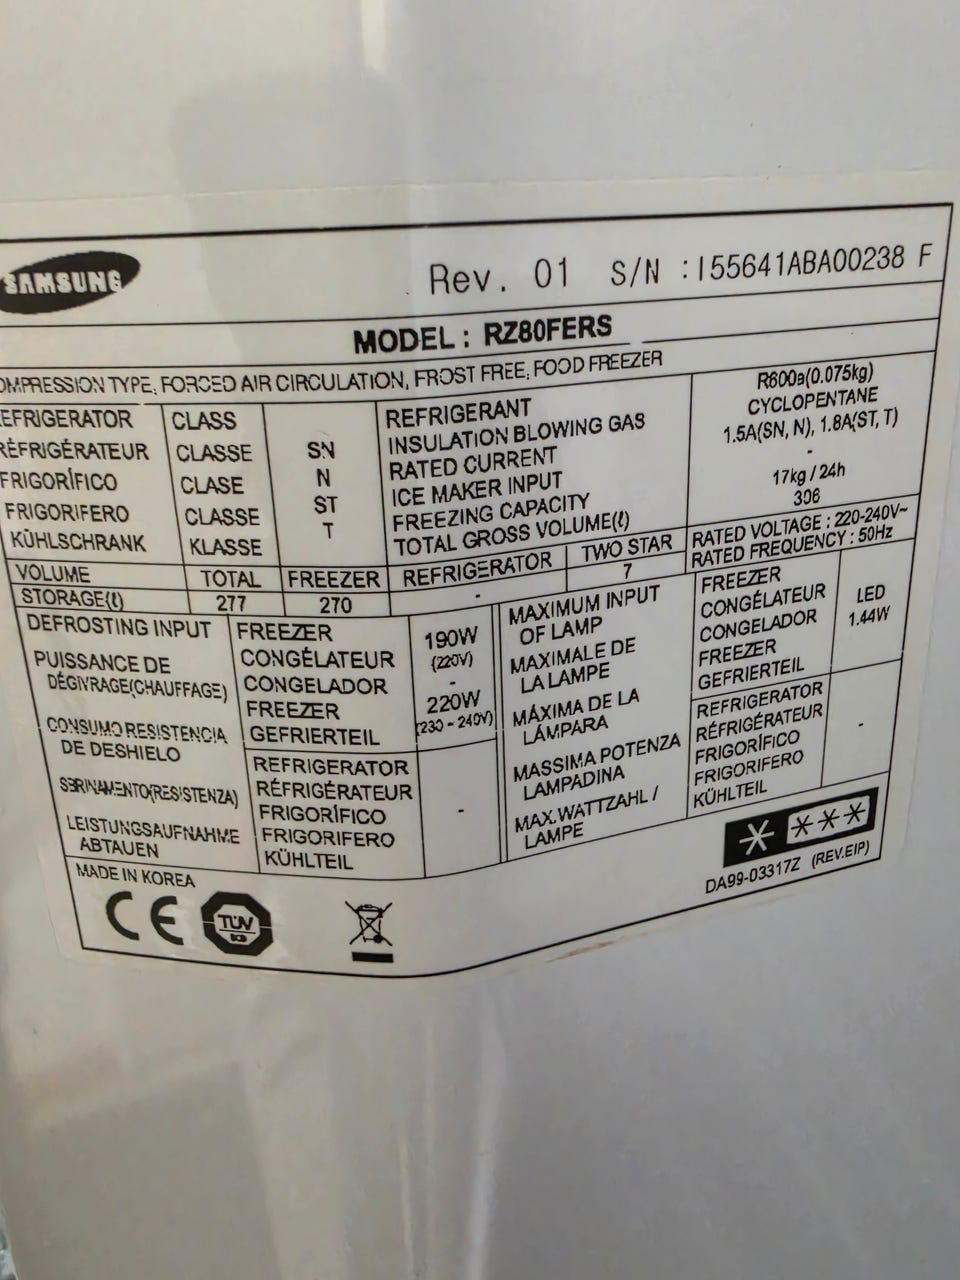 SAMSUNG
Rev. 01 S/N :I55641ABA00238 F
MODEL : RZ80FERS
OMPRESSION TYPE, FORCED AIR CIRCULATION, FROST FREE, FOOD FREEZER
EFRIGERATOR
RÉFRIGÉRATEUR
FRIGORÍFICO
FRIGORIFERO
KÜHLSCHRANK
CLASS
CLASSE
CLASE
CLASSE
KLASSE
SN
N
ST
T
REFRIGERANT
INSULATION BLOWING GAS
RATED CURRENT
ICE MAKER INPUT
FREEZING CAPACITY
TOTAL GROSS VOLUME(ℓ)
R600a(0.075kg)
CYCLOPENTANE
1.5A(SN, N), 1.8A(ST, T)
-
17kg / 24h
306
VOLUME TOTAL FREEZER REFRIGERATOR TWO STAR
STORAGE(ℓ) 277 270 - 7
RATED VOLTAGE : 220-240V~
RATED FREQUENCY : 50Hz
DEFROSTING INPUT
PUISSANCE DE
DÉGIVRAGE(CHAUFFAGE)
CONSUMO RESISTENCIA
DE DESHIELO
SBRINAMENTO(RESISTENZA)
LEISTUNGSAUFNAHME
ABTAUEN
FREEZER
CONGÉLATEUR
CONGELADOR
FREEZER
GEFRIERTEIL
190W
(220V)
-
220W
(230 ~ 240V)
REFRIGERATOR
RÉFRIGÉRATEUR
FRIGORÍFICO
FRIGORIFERO
KÜHLTEIL
-
MAXIMUM INPUT
OF LAMP
MAXIMALE DE
LA LAMPE
MÁXIMA DE LA
LÁMPARA
MASSIMA POTENZA
LAMPADINA
MAX.WATTZAHL /
LAMPE
FREEZER
CONGÉLATEUR
CONGELADOR
FREEZER
GEFRIERTEIL
LED
1.44W
REFRIGERATOR
RÉFRIGÉRATEUR
FRIGORÍFICO
FRIGORIFERO
KÜHLTEIL
-
MADE IN KOREA
CE
TÜV
DA99-03317Z (REV.EIP)